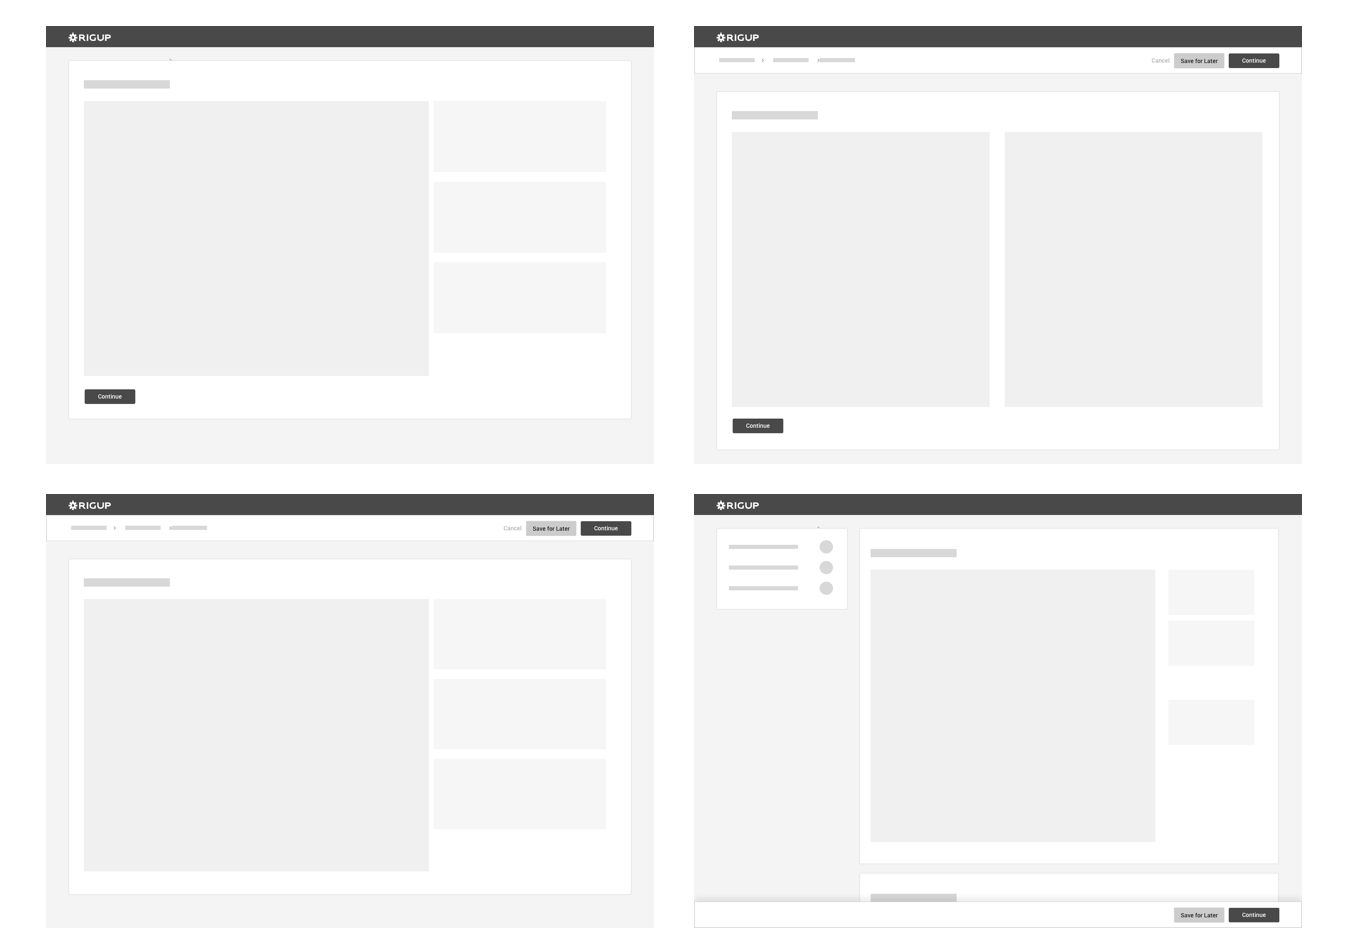 RIGUP
Continue
RIGUP
Cancel Save for Later Continue
Continue
RIGUP
Cancel Save for Later Continue
RIGUP
Save for Later Continue